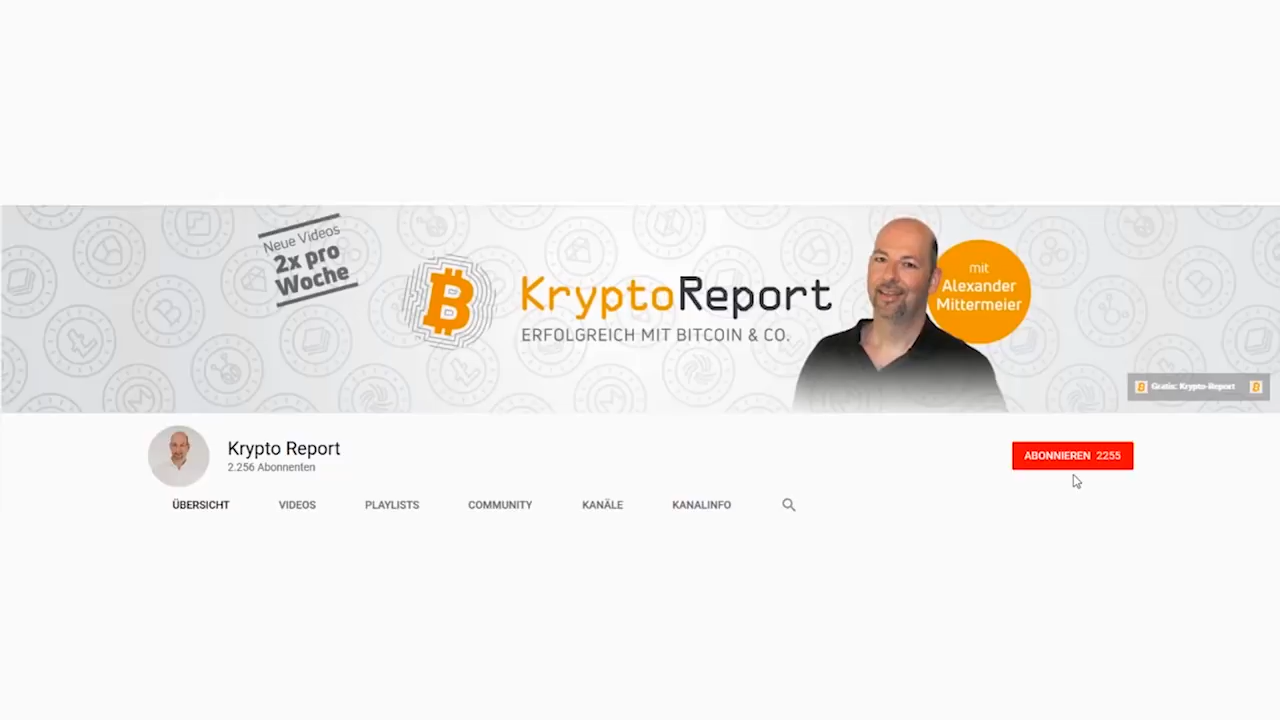 Neue Videos
2x pro
Woche
KryptoReport
ERFOLGREICH MIT BITCOIN & CO.
mit
Alexander
Mittermeier
Gratis: Krypto-Report
Krypto Report
2.256 Abonnenten
ABONNIEREN 2255
ÜBERSICHT VIDEOS PLAYLISTS COMMUNITY KANÄLE KANALINFO